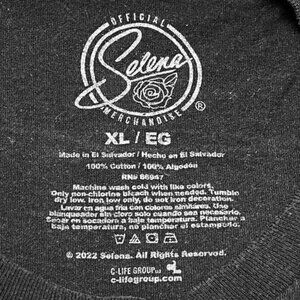 OFFICIAL
Selena
MERCHANDISE ®
XL / EG
Made in El Salvador / Hecho en El Salvador
100% Cotton / 100% Algodón
RN# 86947
Machine wash cold with like colors.
Only non-chlorine bleach when needed. Tumble
dry low. Iron low only, do not iron design.
Lavar en agua fría con colores similares. Use
blanqueador sin cloro solo cuando sea necesario.
Secar en secadora a baja temperatura. Planchar a
baja temperatura, no planchar el estampado.
© 2022 Selena. All Rights Reserved.
C-LIFE GROUP LTD
c-lifegroup.com